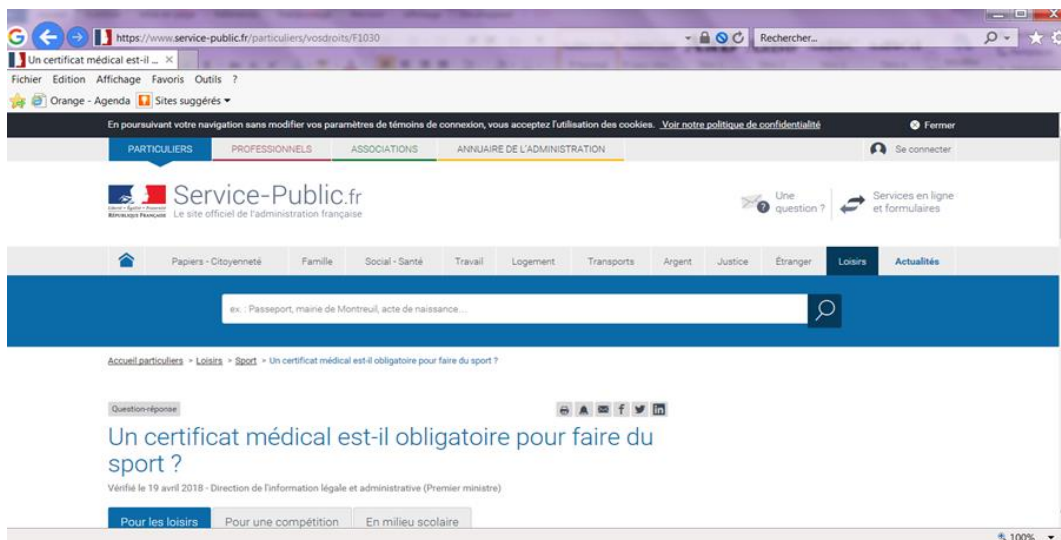 https://www.service-public.fr/particuliers/vosdroits/F1030
Rechercher...
Un certificat médical est-il ...
Fichier Edition Affichage Favoris Outils ?
Orange - Agenda Sites suggérés
En poursuivant votre navigation sans modifier vos paramètres de témoins de connexion, vous acceptez l'utilisation des cookies. Voir notre politique de confidentialité Fermer
PARTICULIERS PROFESSIONNELS ASSOCIATIONS ANNUAIRE DE L'ADMINISTRATION Se connecter
Service-Public.fr
Le site officiel de l'administration française
RÉPUBLIQUE FRANÇAISE
Une question ?
Services en ligne et formulaires
Papiers - Citoyenneté Famille Social - Santé Travail Logement Transports Argent Justice Étranger Loisirs Actualités
ex. : Passeport, mairie de Montreuil, acte de naissance...
Accueil particuliers > Loisirs > Sport > Un certificat médical est-il obligatoire pour faire du sport ?
Question-réponse
Un certificat médical est-il obligatoire pour faire du
sport ?
Vérifié le 19 avril 2018 - Direction de l'information légale et administrative (Premier ministre)
Pour les loisirs Pour une compétition En milieu scolaire
100%